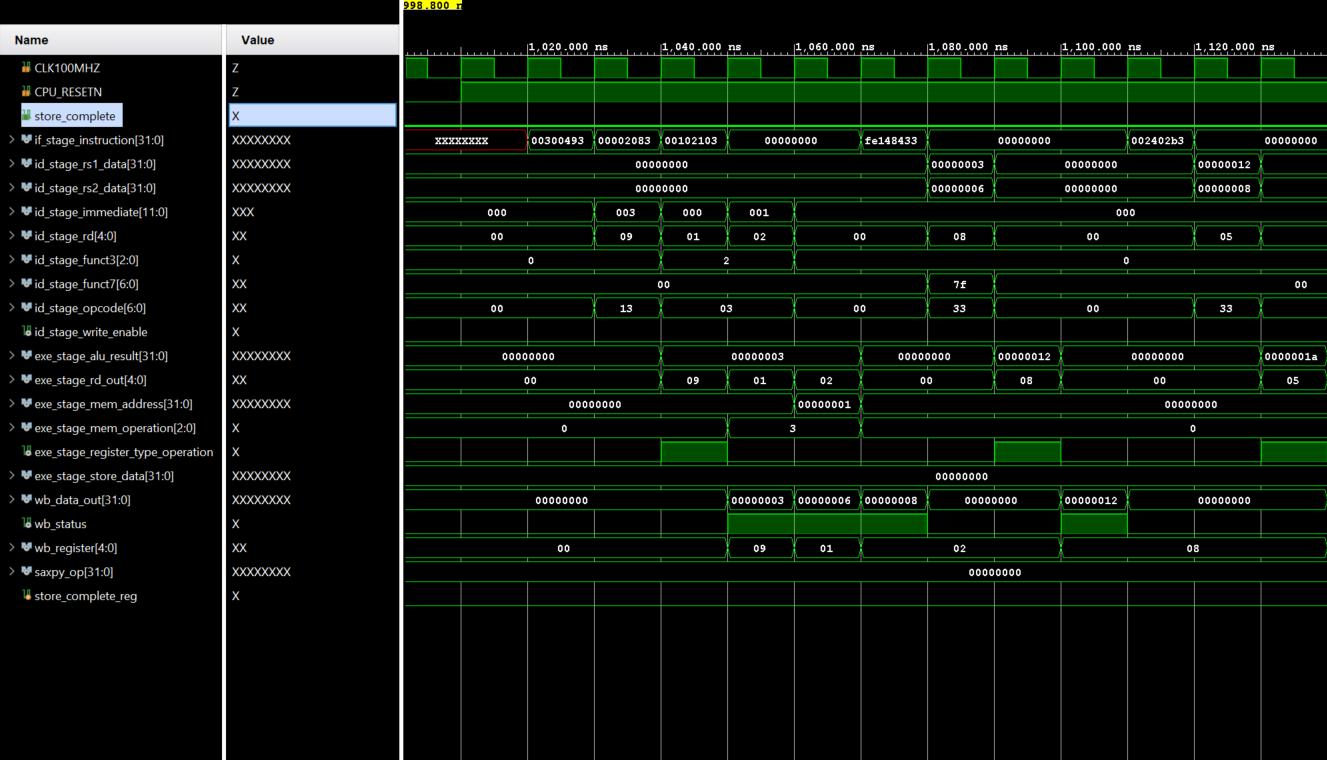 998.800 n
Name Value
1,020.000 ns 1,040.000 ns 1,060.000 ns 1,080.000 ns 1,100.000 ns 1,120.000 ns
CLK100MHZ Z
CPU_RESETN Z
store_complete X
if_stage_instruction[31:0] XXXXXXXX XXXXXXXX 00300493 00002083 00102103 00000000 fe148433 00000000 002402b3 00000000
id_stage_rs1_data[31:0] XXXXXXXX 00000000 00000003 00000000 00000012
id_stage_rs2_data[31:0] XXXXXXXX 00000000 00000006 00000000 00000008
id_stage_immediate[11:0] XXX 000 003 000 001 000
id_stage_rd[4:0] XX 00 09 01 02 00 08 00 05
id_stage_funct3[2:0] X 0 2 0
id_stage_funct7[6:0] XX 00 7f 00
id_stage_opcode[6:0] XX 00 13 03 00 33 00 33
id_stage_write_enable X
exe_stage_alu_result[31:0] XXXXXXXX 00000000 00000003 00000000 00000012 00000000 0000001a
exe_stage_rd_out[4:0] XX 00 09 01 02 00 08 00 05
exe_stage_mem_address[31:0] XXXXXXXX 00000000 00000001 00000000
exe_stage_mem_operation[2:0] X 0 3 0
exe_stage_register_type_operation X
exe_stage_store_data[31:0] XXXXXXXX 00000000
wb_data_out[31:0] XXXXXXXX 00000000 00000003 00000006 00000008 00000000 00000012 00000000
wb_status X
wb_register[4:0] XX 00 09 01 02 08
saxpy_op[31:0] XXXXXXXX 00000000
store_complete_reg X